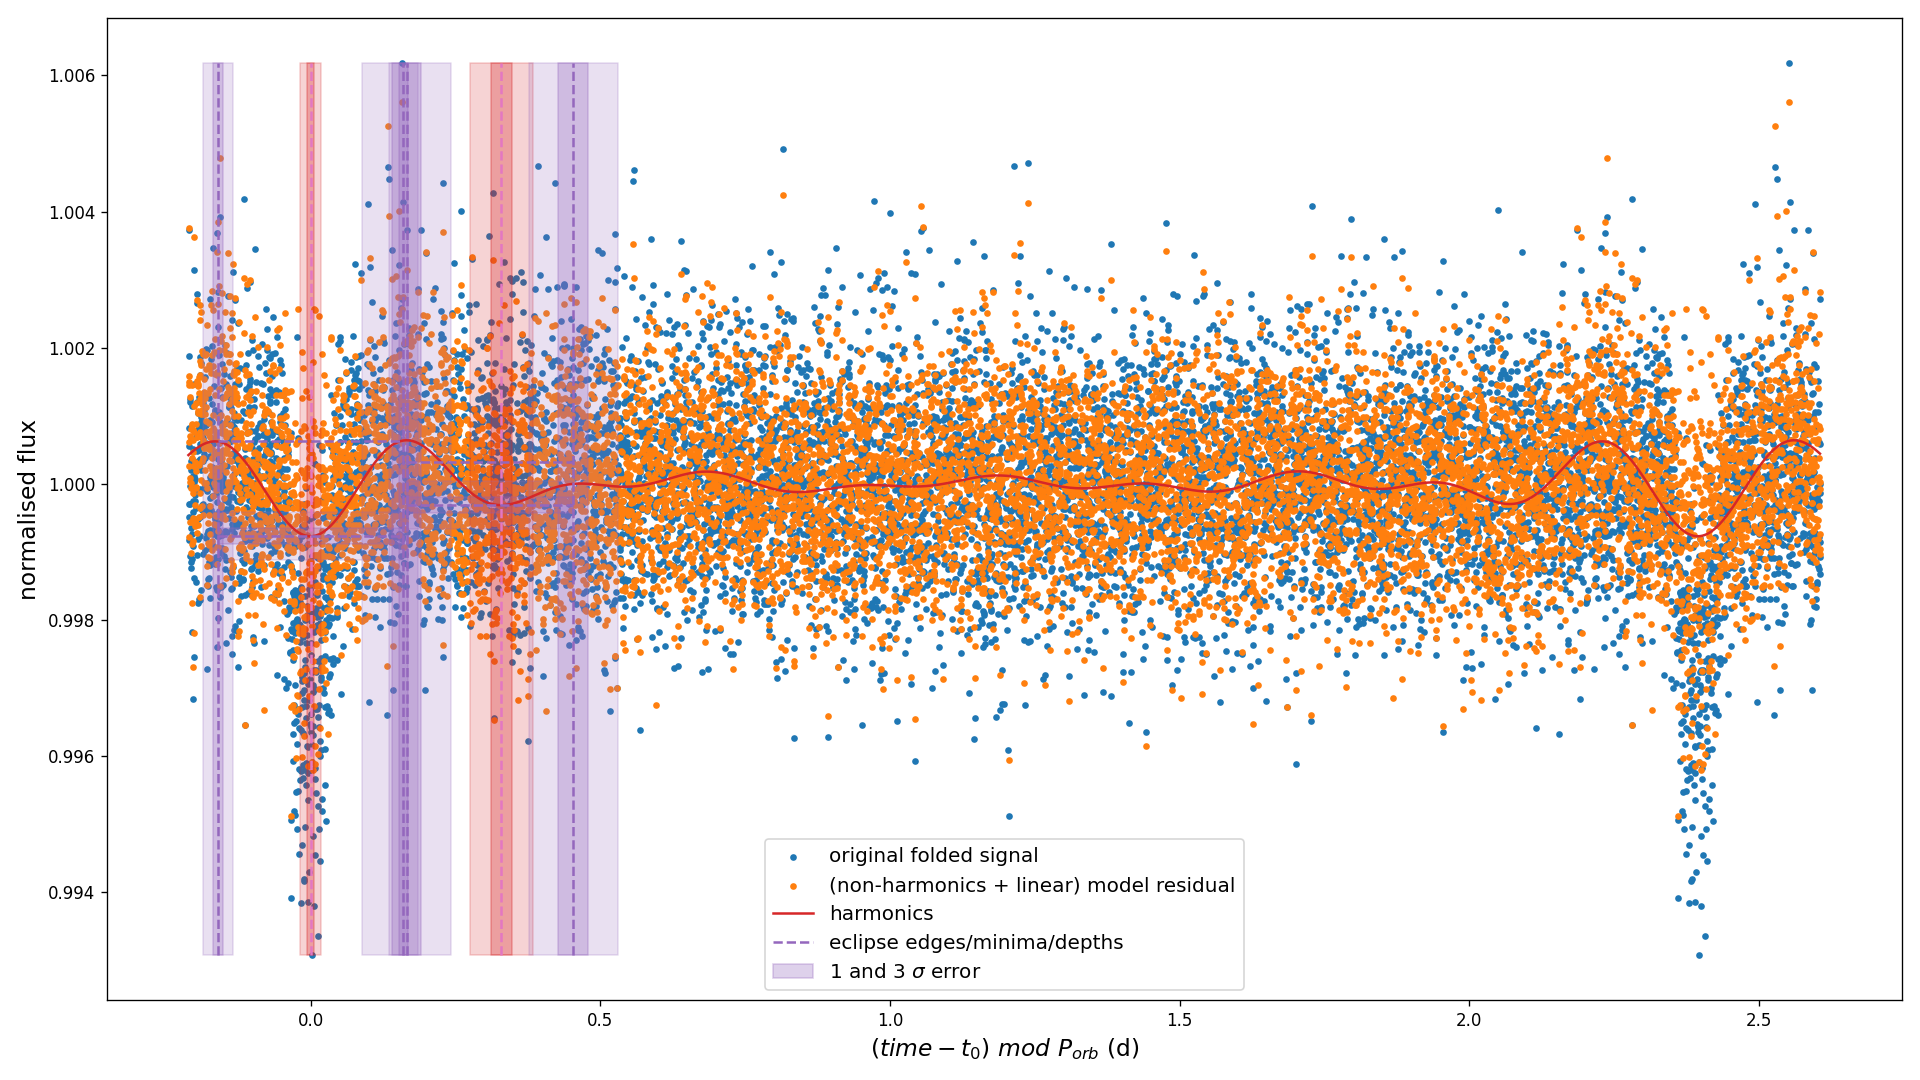 normalised flux
1.006
1.004
1.002
1.000
0.998
0.996
0.994
original folded signal
(non-harmonics + linear) model residual
harmonics
eclipse edges/minima/depths
1 and 3 σ error
0.0 0.5 1.0 1.5 2.0 2.5
(time − t₀) mod Pₒᵣb (d)